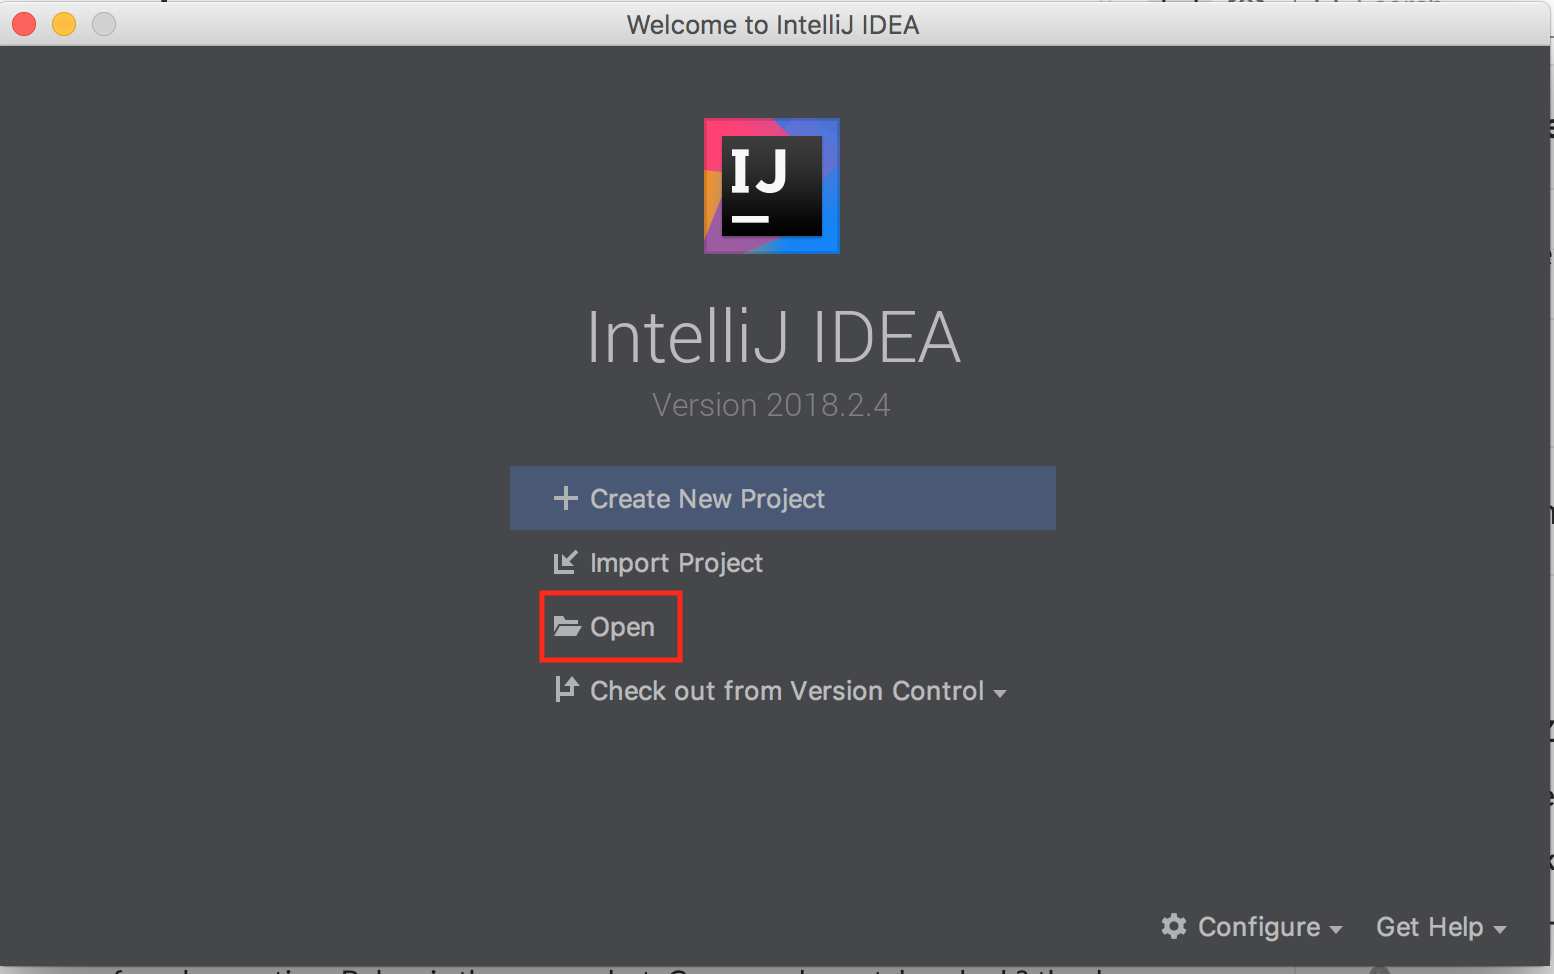 Welcome to IntelliJ IDEA
IJ
IntelliJ IDEA
Version 2018.2.4
Create New Project
Import Project
Open
Check out from Version Control
Configure
Get Help